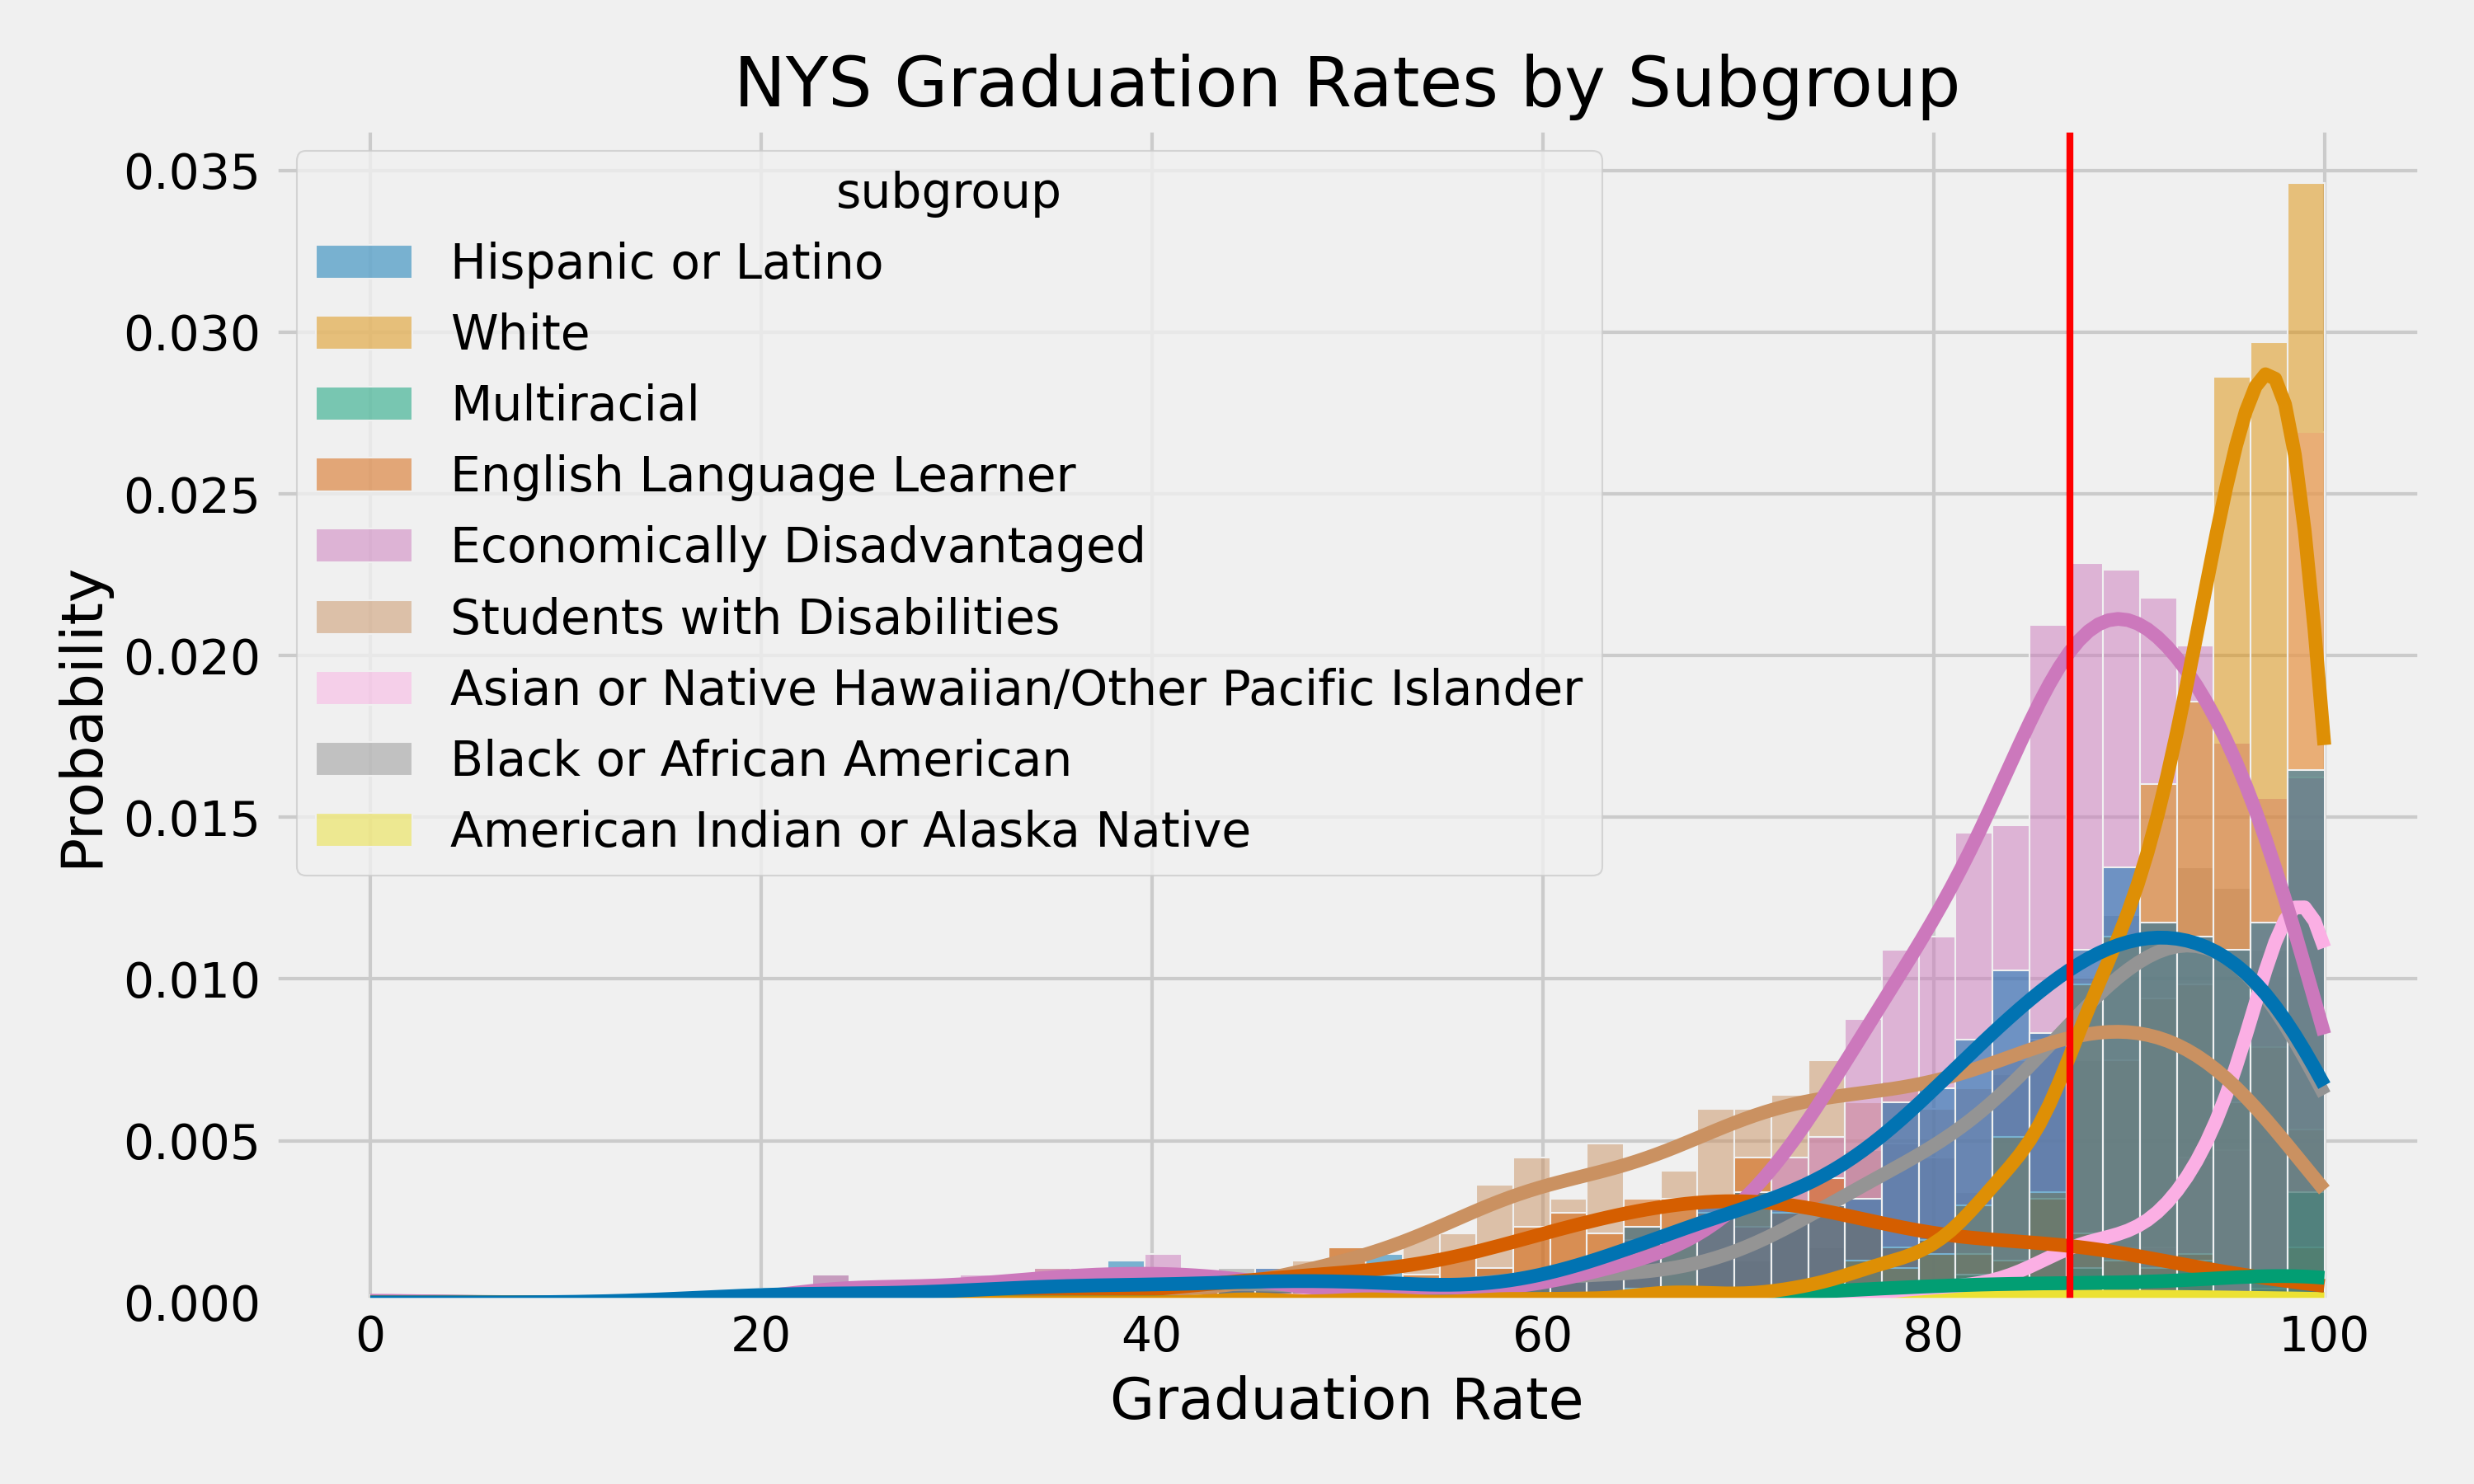 NYS Graduation Rates by Subgroup
0.035
0.030
0.025
0.020
0.015
0.010
0.005
0.000
Probability
subgroup
Hispanic or Latino
White
Multiracial
English Language Learner
Economically Disadvantaged
Students with Disabilities
Asian or Native Hawaiian/Other Pacific Islander
Black or African American
American Indian or Alaska Native
0 20 40 60 80 100
Graduation Rate